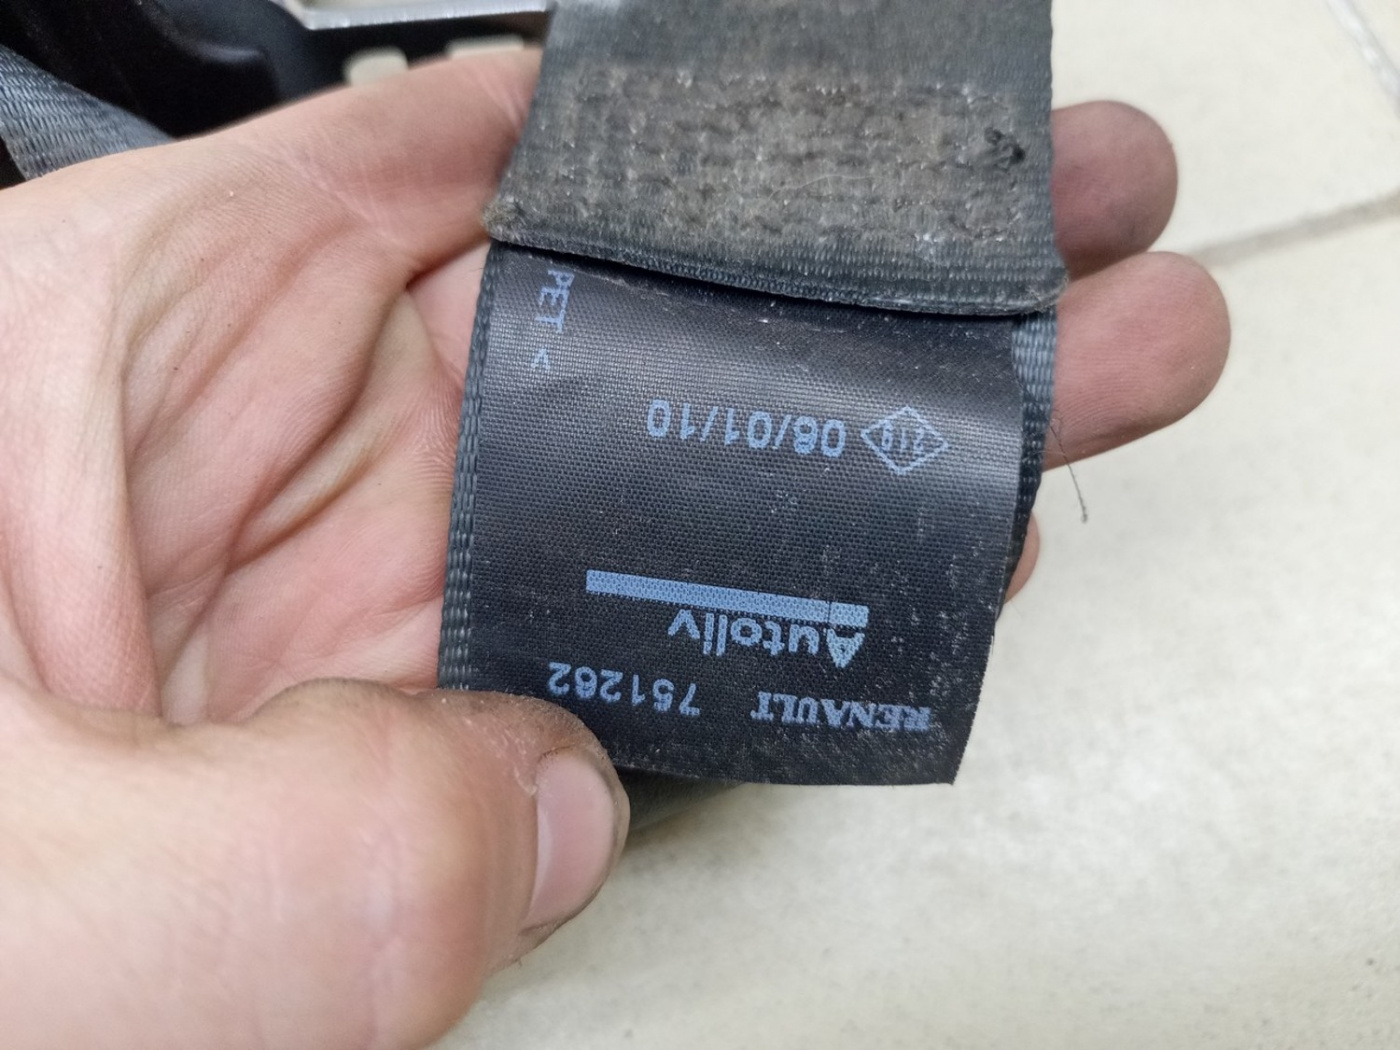 RENAULT 751262
Autoliv
08/01/10
PET <